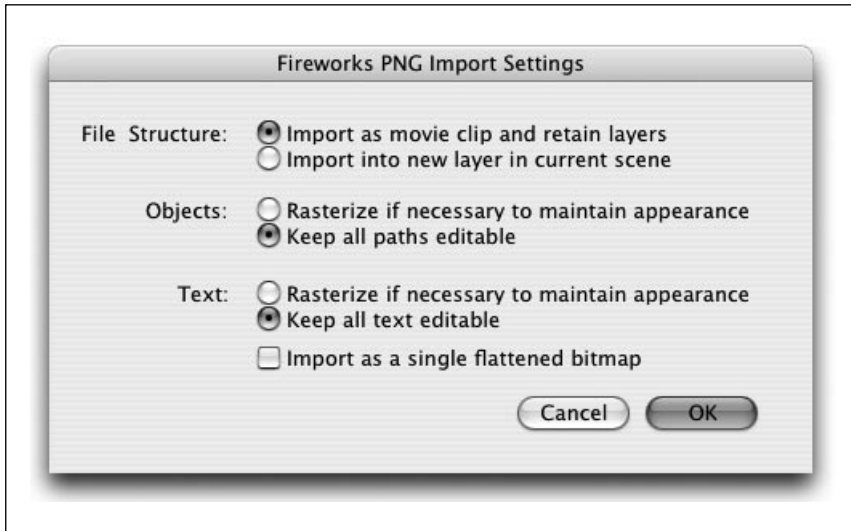 Fireworks PNG Import Settings
File Structure: Import as movie clip and retain layers
Import into new layer in current scene
Objects: Rasterize if necessary to maintain appearance
Keep all paths editable
Text: Rasterize if necessary to maintain appearance
Keep all text editable
Import as a single flattened bitmap
Cancel OK